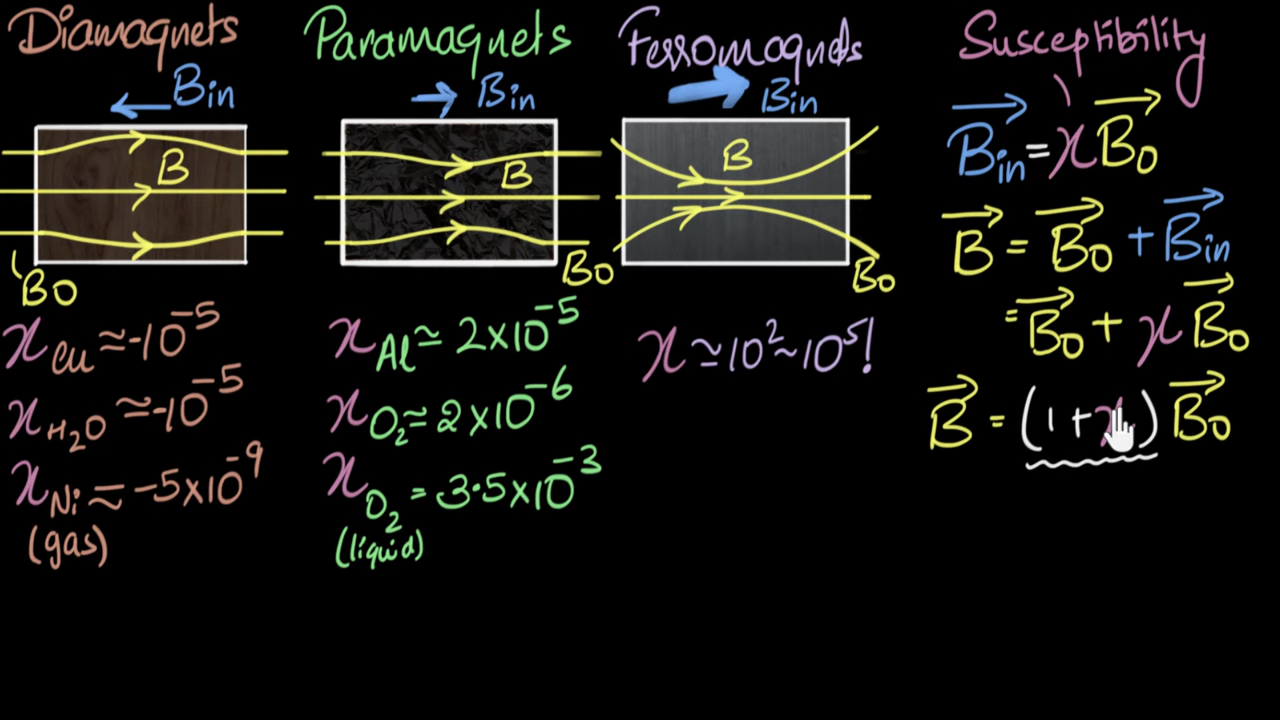 Diamagnets
Bin
B
B0
χCu ≃ -10^-5
χH2O ≃ -10^-5
χNi ≃ -5×10^-9
(gas)
Paramagnets
Bin
B
B0
χAl ≃ 2×10^-5
χO2 ≃ 2×10^-6
χO2 = 3.5×10^-3
(liquid)
Ferromagnets
Bin
B
B0
χ ≃ 10^2 ~ 10^5!
Susceptibility
Bin = χ B0
B = B0 + Bin
= B0 + χ B0
B = (1 + χ) B0